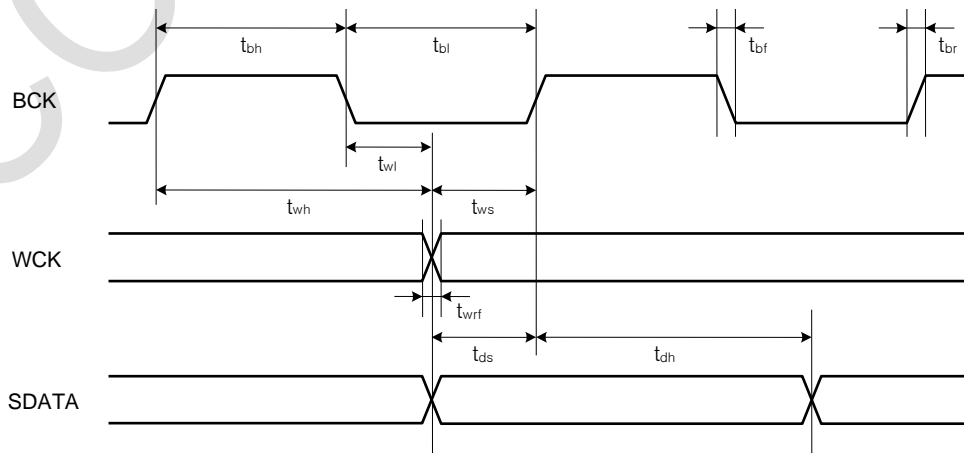 tbh tbl tbf tbr
BCK
twl
twh tws
WCK
twrf
tds tdh
SDATA